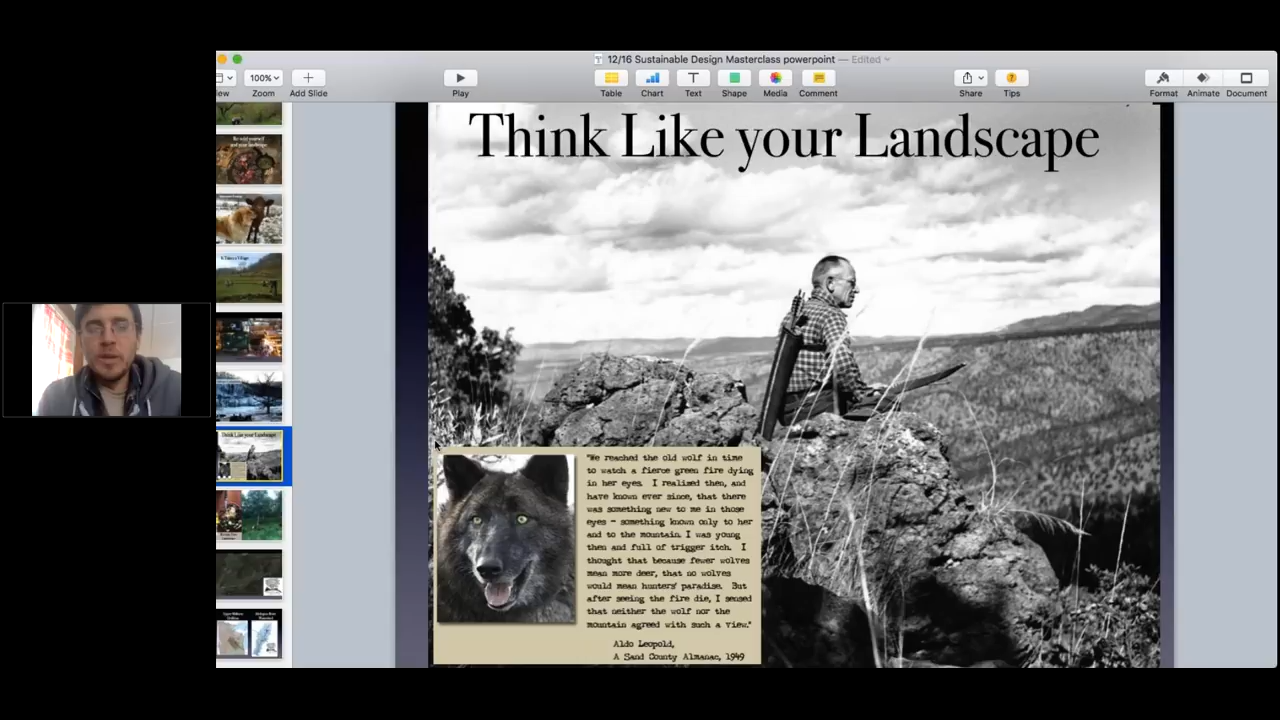 12/16 Sustainable Design Masterclass powerpoint — Edited
100%
Zoom
Add Slide
Play
Table
Chart
Text
Shape
Media
Comment
Share
Tips
Format
Animate
Document
Think Like your Landscape
"We reached the old wolf in time
to watch a fierce green fire dying
in her eyes. I realized then, and
have known ever since, that there
was something new to me in those
eyes - something known only to her
and to the mountain. I was young
then and full of trigger itch. I
thought that because fewer wolves
mean more deer, that no wolves
would mean hunters' paradise. But
after seeing the fire die, I sensed
that neither the wolf nor the
mountain agreed with such a view."
Aldo Leopold,
A Sand County Almanac, 1949
Think Like your Landscape